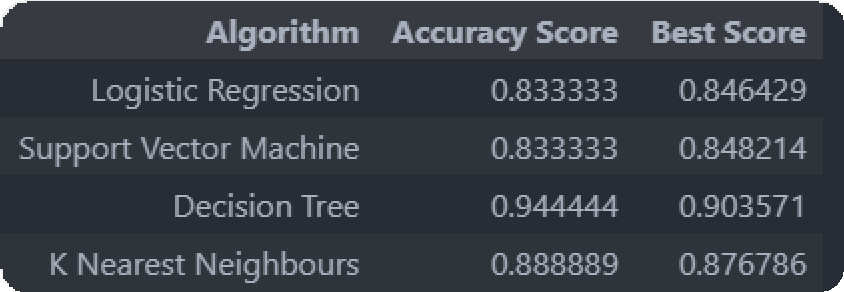 Algorithm Accuracy Score Best Score
Logistic Regression 0.833333 0.846429
Support Vector Machine 0.833333 0.848214
Decision Tree 0.944444 0.903571
K Nearest Neighbours 0.888889 0.876786